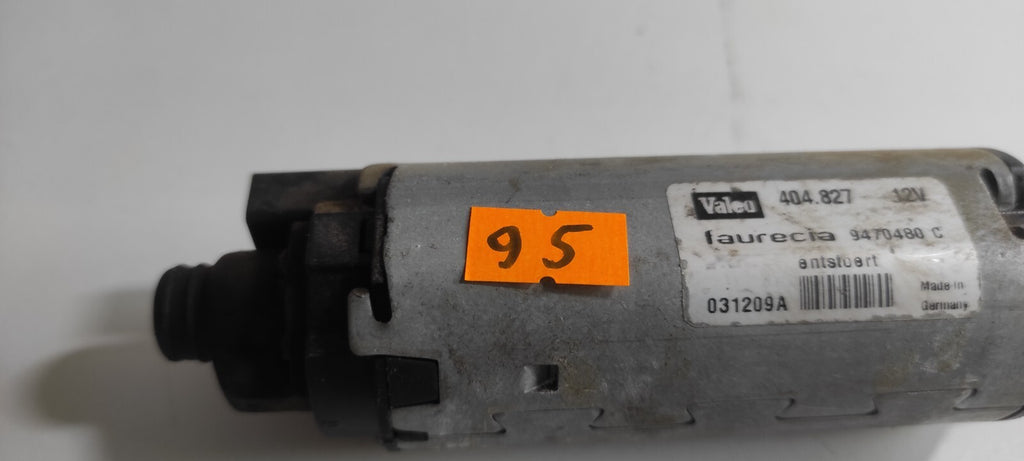 95
Valeo 404.827 12V
faurecia 9470480 C
entstoert
031209A Made in
Germany